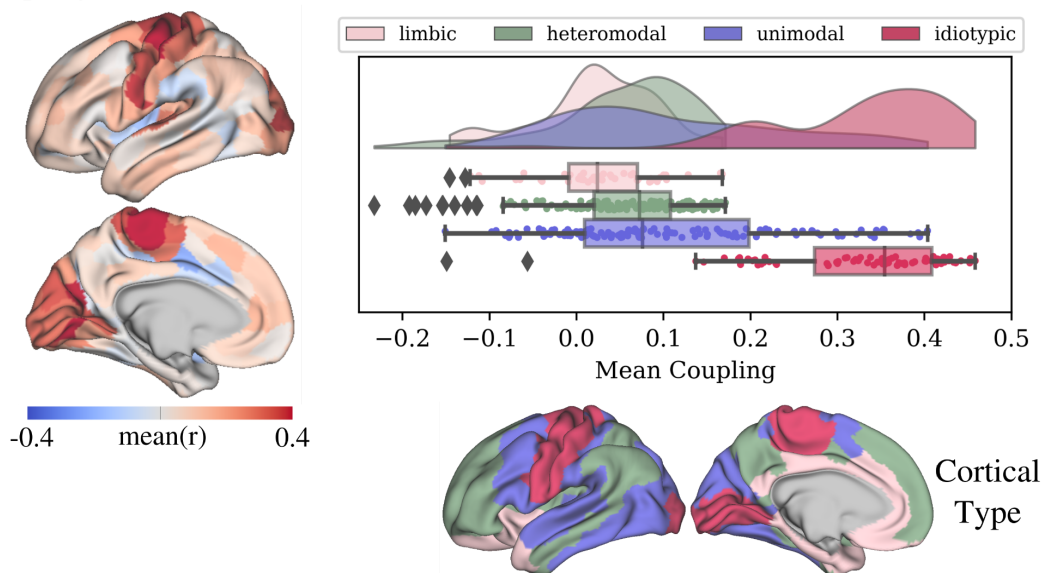 limbic heteromodal unimodal idiotypic
-0.2 -0.1 0.0 0.1 0.2 0.3 0.4 0.5
Mean Coupling
-0.4 mean(r) 0.4
Cortical
Type